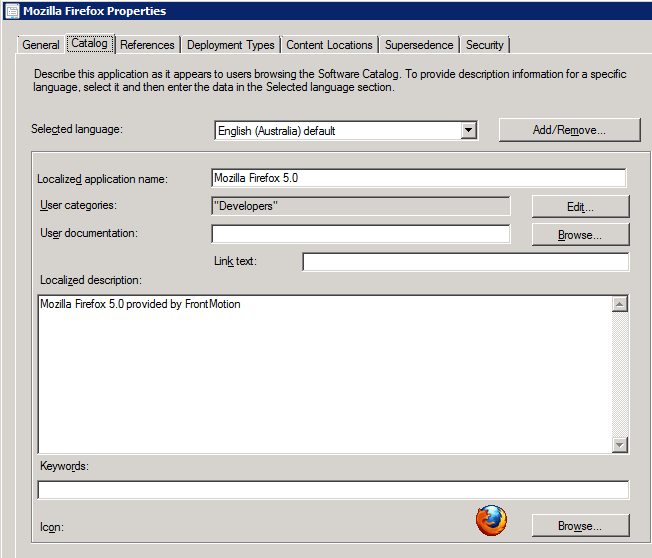 Mozilla Firefox Properties
General Catalog References Deployment Types Content Locations Supersedence Security
Describe this application as it appears to users browsing the Software Catalog. To provide description information for a specific
language, select it and then enter the data in the Selected language section.
Selected language: English (Australia) default Add/Remove...
Localized application name: Mozilla Firefox 5.0
User categories: "Developers" Edit...
User documentation: Browse...
Link text:
Localized description:
Mozilla Firefox 5.0 provided by FrontMotion
Keywords:
Icon: Browse...